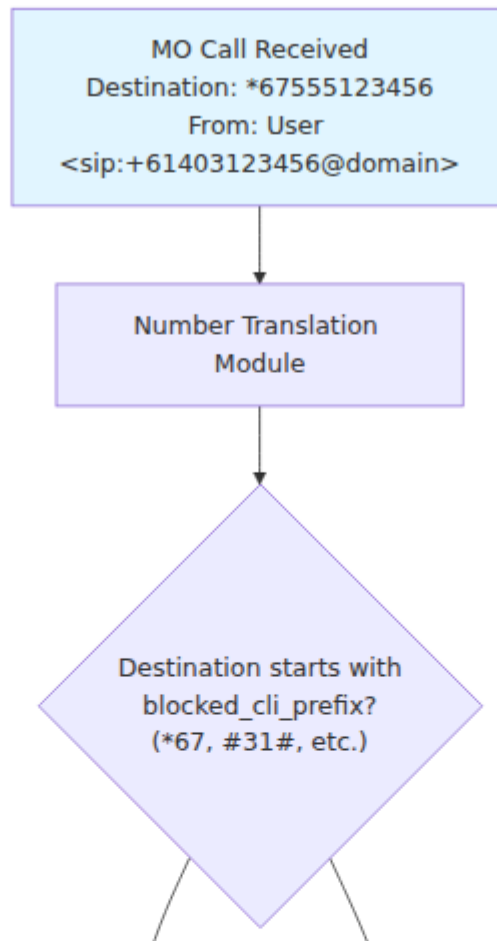 MO Call Received
Destination: *67555123456
From: User
<sip:+61403123456@domain>
Number Translation
Module
Destination starts with
blocked_cli_prefix?
(*67, #31#, etc.)